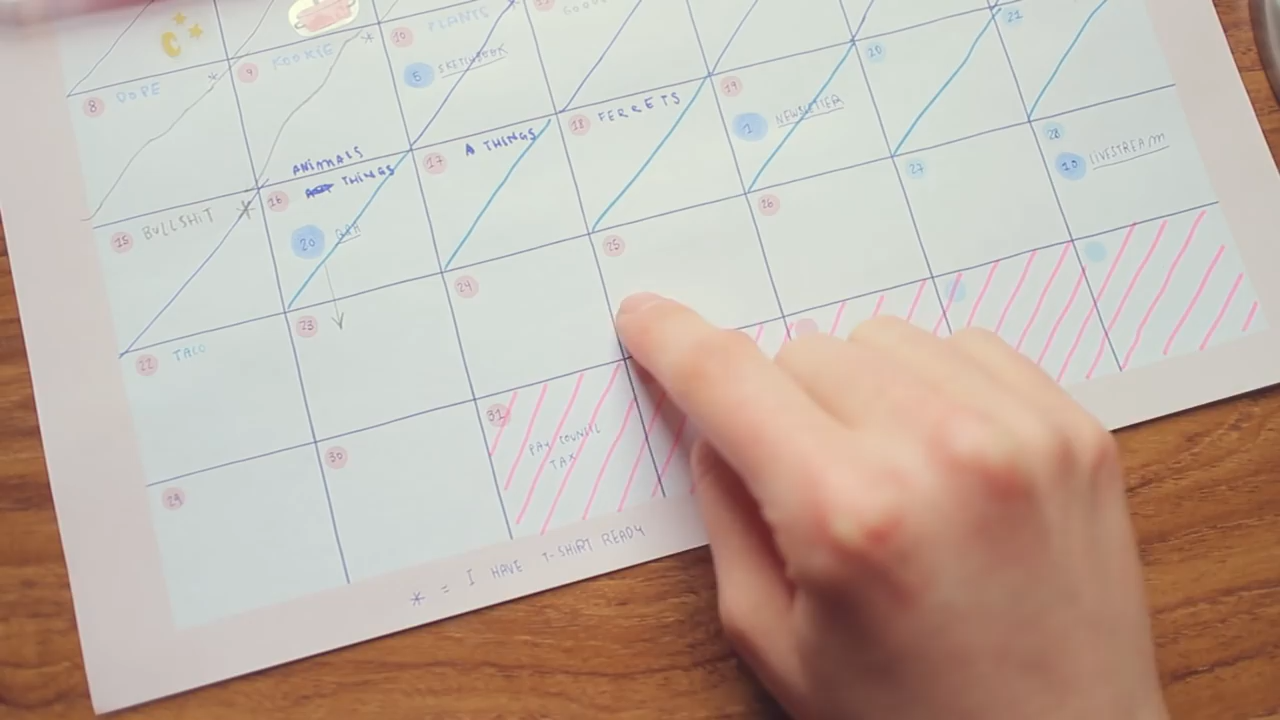 8 DOPE
9 KOOKIE *
10 PLANTS
5 SKETCHBOOK
15 BULLSHIT *
16 ANIMALS
THINGS
20 Q&A
17 A THINGS
18 FERRETS
19
1 NEWSLETTER
20
21
22 TACO
23
24
25
26
27
28
10 LIVESTREAM
29
30
31
PAY COUNCIL
TAX
* = I HAVE T-SHIRT READY